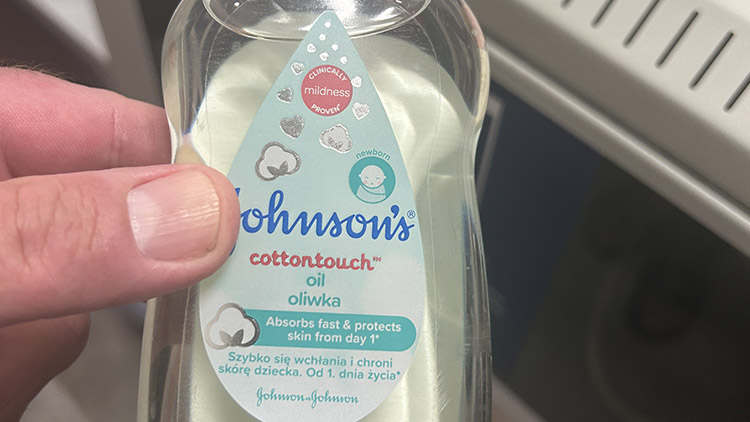 CLINICALLY
mildness
PROVEN*
newborn
Johnson's®
cottontouch™
oil
oliwka
Absorbs fast & protects
skin from day 1*
Szybko się wchłania i chroni
skórę dziecka. Od 1. dnia życia*
Johnson & Johnson